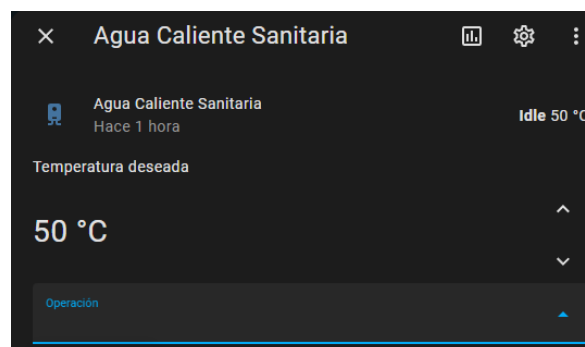 Agua Caliente Sanitaria
Agua Caliente Sanitaria
Hace 1 hora
Idle 50 °C
Temperatura deseada
50 °C
Operación